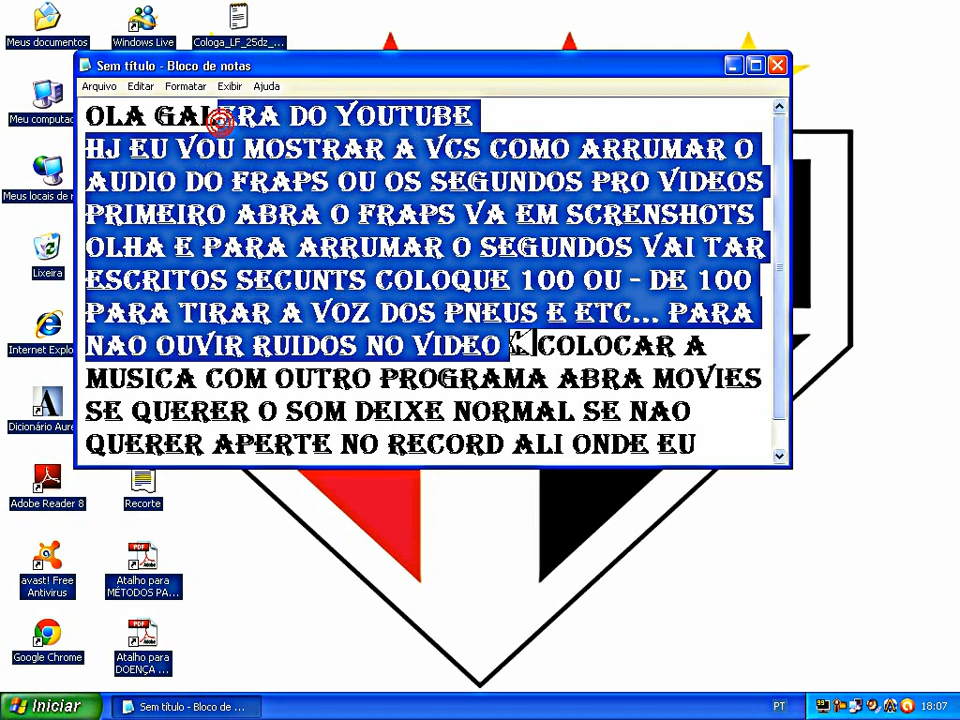 Meus documentos
Windows Live
Cologa_LF_25dz_...
Sem título - Bloco de notas
Arquivo Editar Formatar Exibir Ajuda
OLA GALERA DO YOUTUBE
HJ EU VOU MOSTRAR A VCS COMO ARRUMAR O
AUDIO DO FRAPS OU OS SEGUNDOS PRO VIDEOS
PRIMEIRO ABRA O FRAPS VA EM SCRENSHOTS
OLHA E PARA ARRUMAR O SEGUNDOS VAI TAR
ESCRITOS SECUNTS COLOQUE 100 OU - DE 100
PARA TIRAR A VOZ DOS PNEUS E ETC... PARA
NAO OUVIR RUIDOS NO VIDEO COLOCAR A
MUSICA COM OUTRO PROGRAMA ABRA MOVIES
SE QUERER O SOM DEIXE NORMAL SE NAO
QUERER APERTE NO RECORD ALI ONDE EU
Meu computa
Meus locais de
Lixeira
Internet Explo
Dicionário Aure
Adobe Reader 8
Recorte
avast! Free
Antivirus
Atalho para
MÉTODOS PA...
Google Chrome
Atalho para
DOENÇA ...
Iniciar
Sem título - Bloco de ...
PT
99
18:07